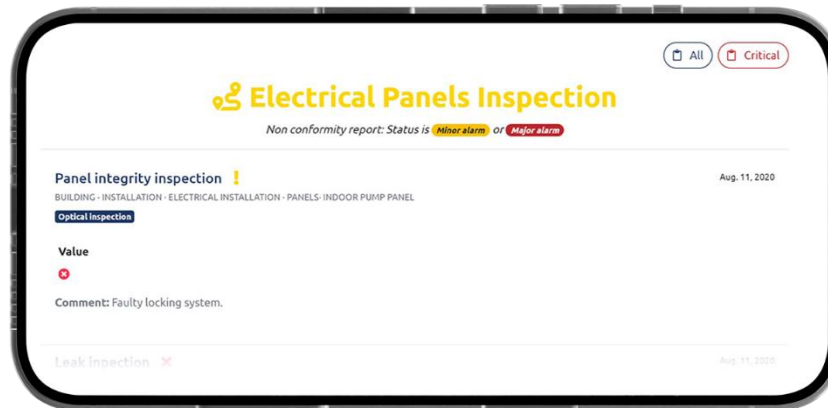 All Critical
Electrical Panels Inspection
Non conformity report: Status is Minor alarm or Major alarm
Panel integrity inspection ! Aug. 11, 2020
BUILDING - INSTALLATION - ELECTRICAL INSTALLATION - PANELS- INDOOR PUMP PANEL
Optical inspection
Value
Comment: Faulty locking system.
Leak inpection Aug. 11, 2020